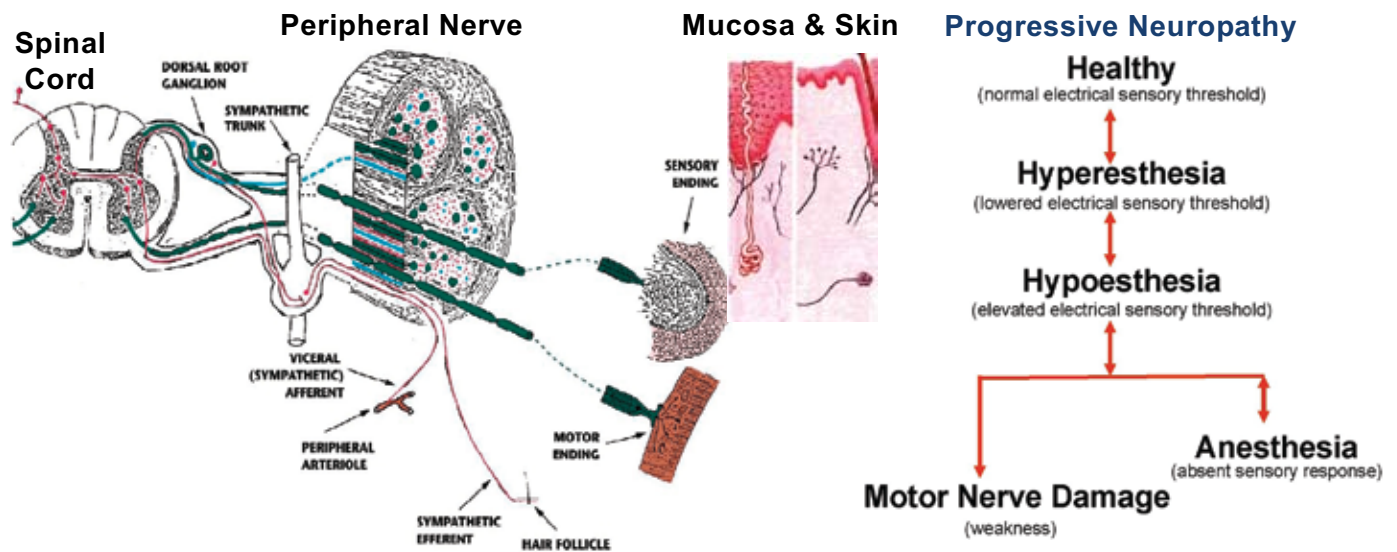 Spinal
Cord
Peripheral Nerve
Mucosa & Skin
Progressive Neuropathy
DORSAL ROOT
GANGLION
SYMPATHETIC
TRUNK
SENSORY
ENDING
VICERAL
(SYMPATHETIC)
AFFERENT
PERIPHERAL
ARTERIOLE
MOTOR
ENDING
SYMPATHETIC
EFFERENT
HAIR FOLLICLE
Healthy
(normal electrical sensory threshold)
Hyperesthesia
(lowered electrical sensory threshold)
Hypoesthesia
(elevated electrical sensory threshold)
Anesthesia
(absent sensory response)
Motor Nerve Damage
(weakness)